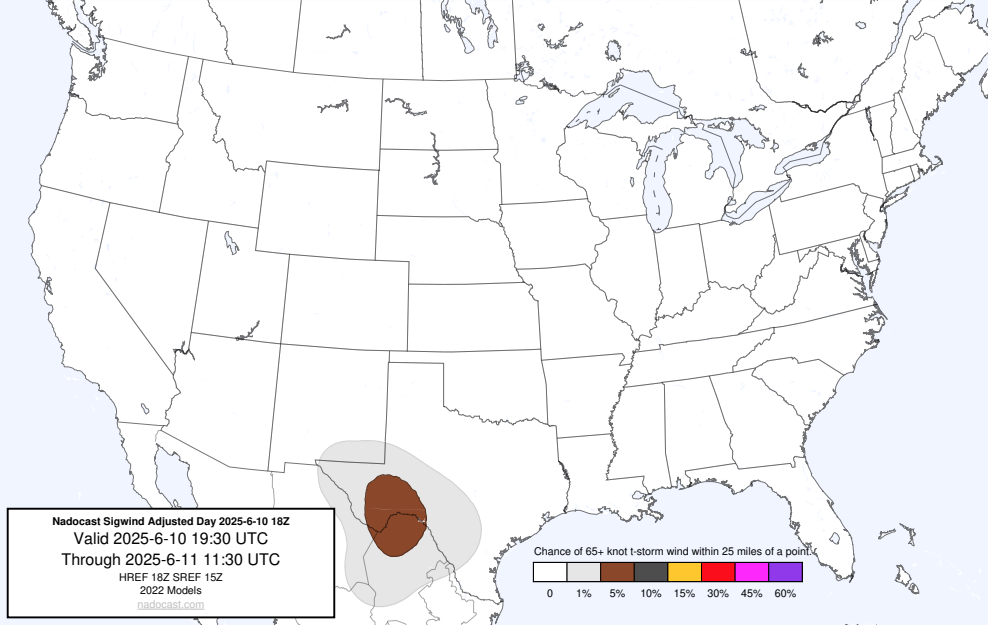 Nadocast Sigwind Adjusted Day 2025-6-10 18Z
Valid 2025-6-10 19:30 UTC
Through 2025-6-11 11:30 UTC
HREF 18Z SREF 15Z
2022 Models
nadocast.com
Chance of 65+ knot t-storm wind within 25 miles of a point.
0 1% 5% 10% 15% 30% 45% 60%